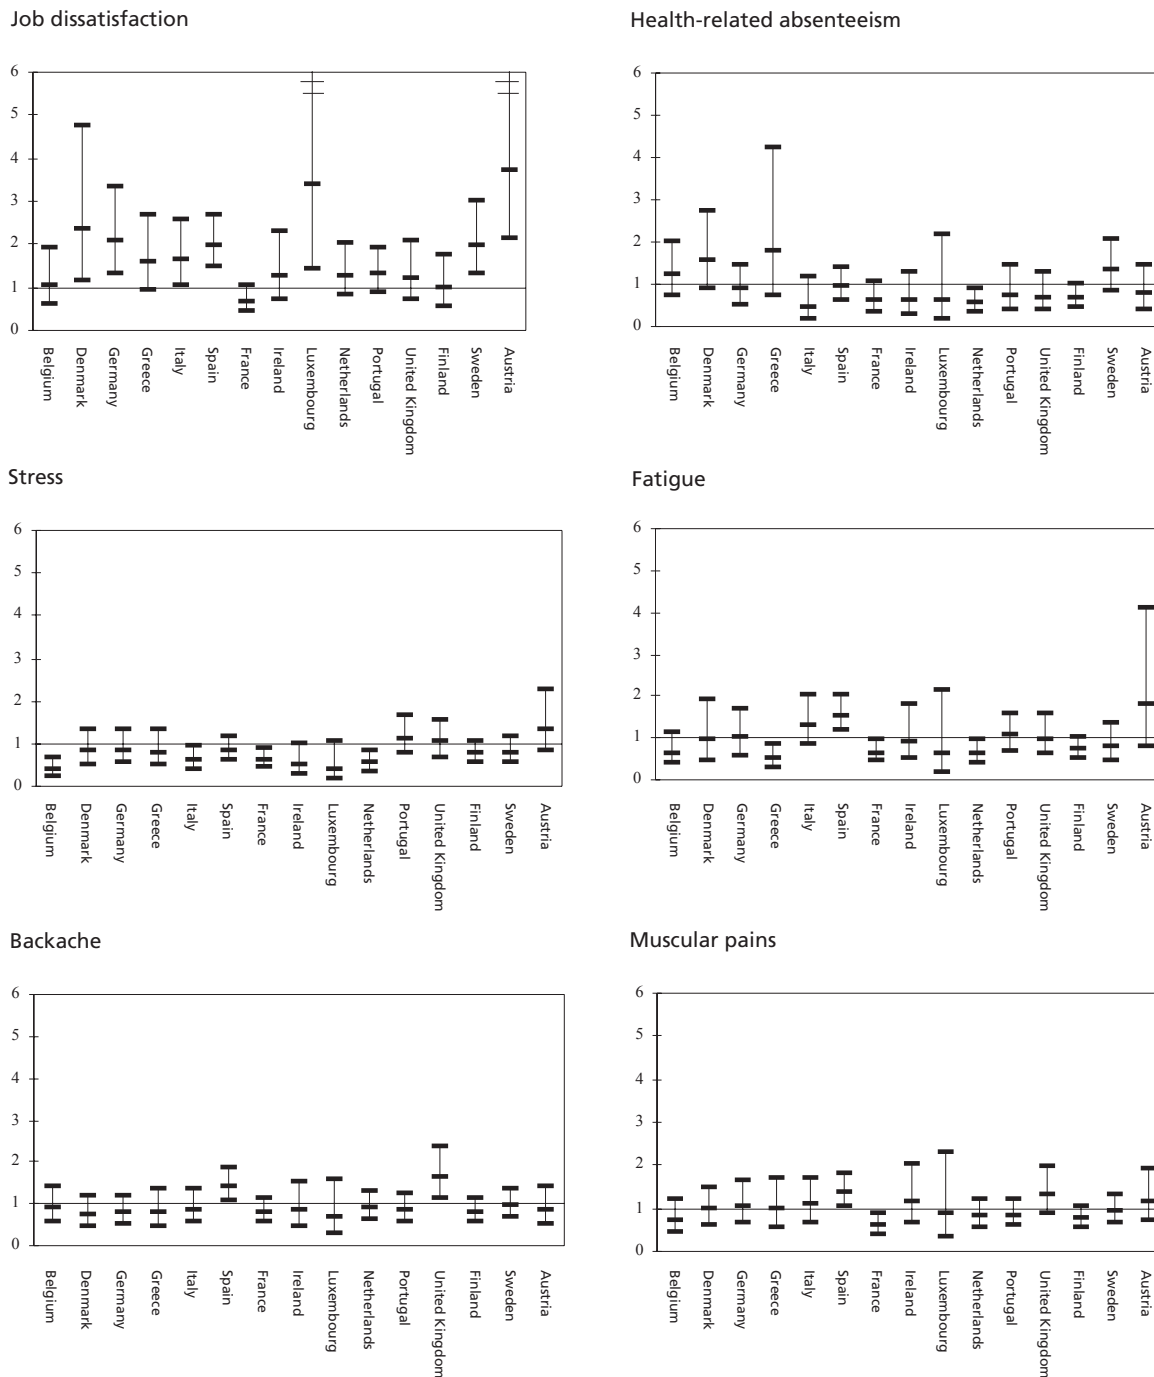 Job dissatisfaction
6
5
4
3
2
1
0
Belgium
Denmark
Germany
Greece
Italy
Spain
France
Ireland
Luxembourg
Netherlands
Portugal
United Kingdom
Finland
Sweden
Austria
Health-related absenteeism
6
5
4
3
2
1
0
Belgium
Denmark
Germany
Greece
Italy
Spain
France
Ireland
Luxembourg
Netherlands
Portugal
United Kingdom
Finland
Sweden
Austria
Stress
6
5
4
3
2
1
0
Belgium
Denmark
Germany
Greece
Italy
Spain
France
Ireland
Luxembourg
Netherlands
Portugal
United Kingdom
Finland
Sweden
Austria
Fatigue
6
5
4
3
2
1
0
Belgium
Denmark
Germany
Greece
Italy
Spain
France
Ireland
Luxembourg
Netherlands
Portugal
United Kingdom
Finland
Sweden
Austria
Backache
6
5
4
3
2
1
0
Belgium
Denmark
Germany
Greece
Italy
Spain
France
Ireland
Luxembourg
Netherlands
Portugal
United Kingdom
Finland
Sweden
Austria
Muscular pains
6
5
4
3
2
1
0
Belgium
Denmark
Germany
Greece
Italy
Spain
France
Ireland
Luxembourg
Netherlands
Portugal
United Kingdom
Finland
Sweden
Austria